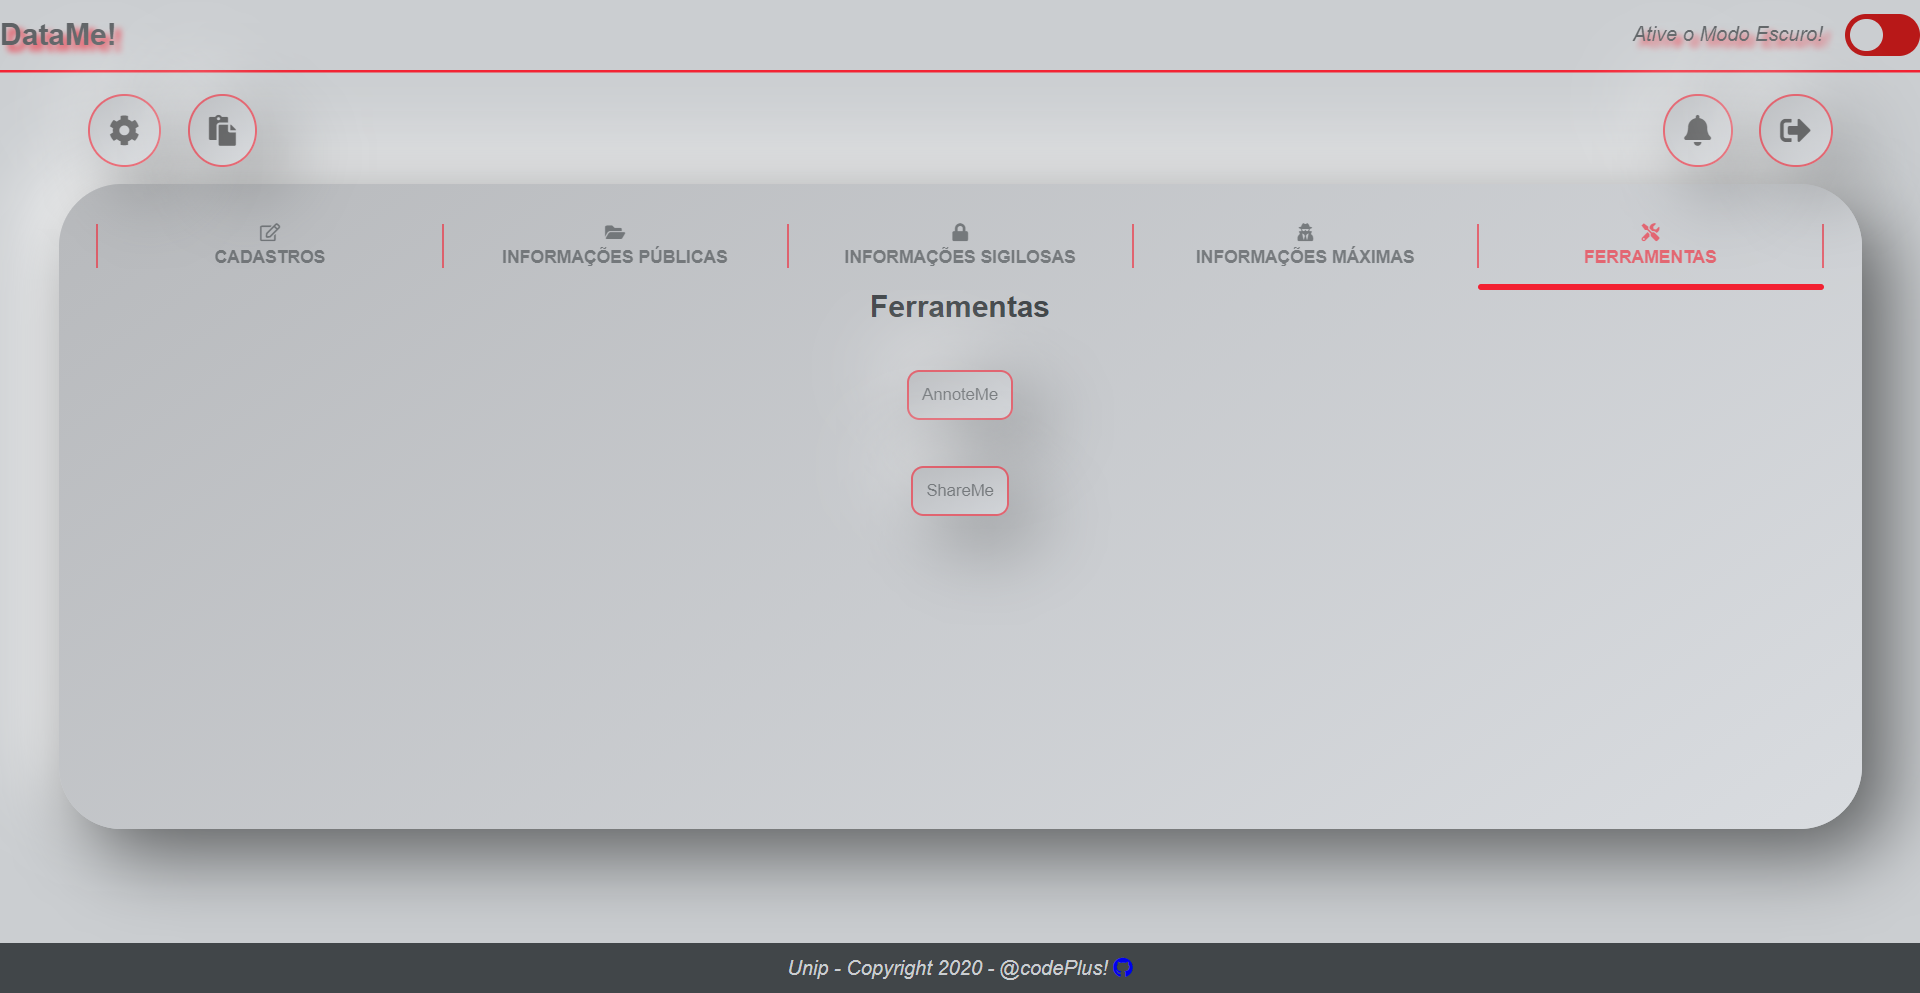 DataMe!
Ative o Modo Escuro!
CADASTROS
INFORMAÇÕES PÚBLICAS
INFORMAÇÕES SIGILOSAS
INFORMAÇÕES MÁXIMAS
FERRAMENTAS
Ferramentas
AnnoteMe
ShareMe
Unip - Copyright 2020 - @codePlus!